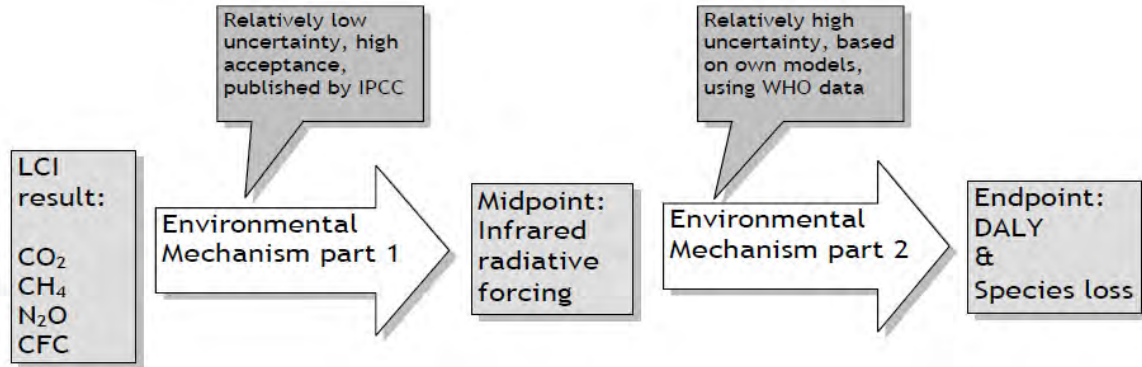 Relatively low
uncertainty, high
acceptance,
published by IPCC
Relatively high
uncertainty, based
on own models,
using WHO data
LCI
result:
CO₂
CH₄
N₂O
CFC
Environmental
Mechanism part 1
Midpoint:
Infrared
radiative
forcing
Environmental
Mechanism part 2
Endpoint:
DALY
&
Species loss